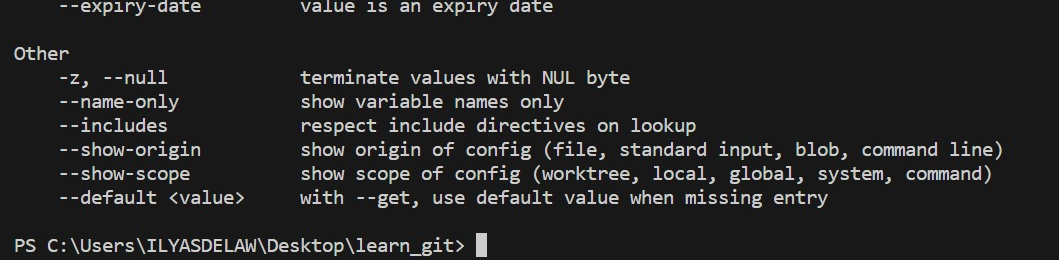 --expiry-date value is an expiry date
Other
-z, --null terminate values with NUL byte
--name-only show variable names only
--includes respect include directives on lookup
--show-origin show origin of config (file, standard input, blob, command line)
--show-scope show scope of config (worktree, local, global, system, command)
--default <value> with --get, use default value when missing entry
PS C:\Users\ILYASDELAW\Desktop\learn_git>